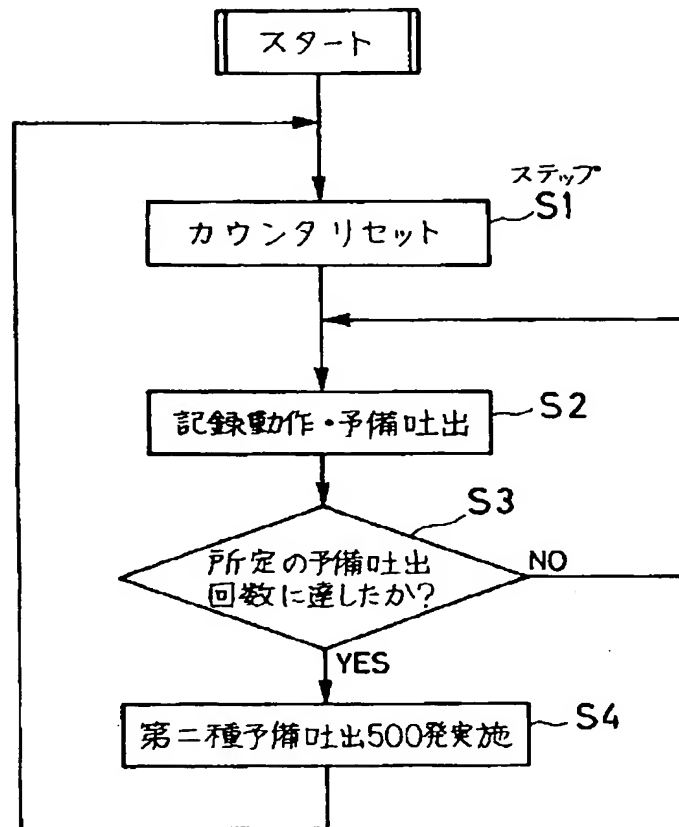 スタート
ステップ
S1
カウンタリセット
S2
記録動作・予備吐出
S3
所定の予備吐出
回数に達したか?
NO
YES
S4
第二種予備吐出500発実施